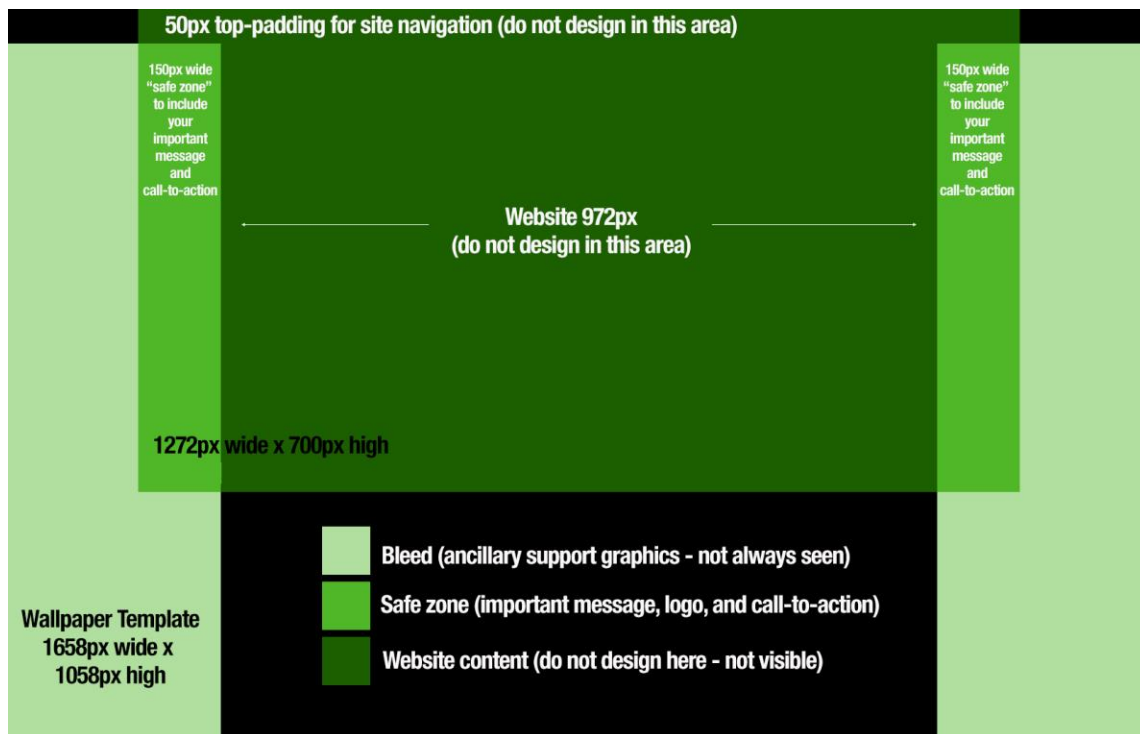 50px top-padding for site navigation (do not design in this area)
150px wide
“safe zone”
to include
your
important
message
and
call-to-action
150px wide
“safe zone”
to include
your
important
message
and
call-to-action
Website 972px
(do not design in this area)
1272px wide x 700px high
Bleed (ancillary support graphics - not always seen)
Safe zone (important message, logo, and call-to-action)
Website content (do not design here - not visible)
Wallpaper Template
1658px wide x
1058px high